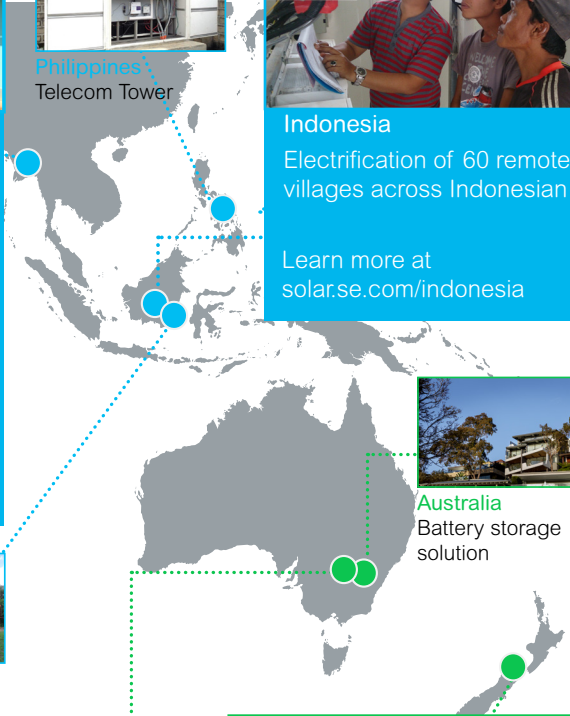 Philippines
Telecom Tower
Indonesia
Electrification of 60 remote
villages across Indonesian
Learn more at
solar.se.com/indonesia
Australia
Battery storage
solution